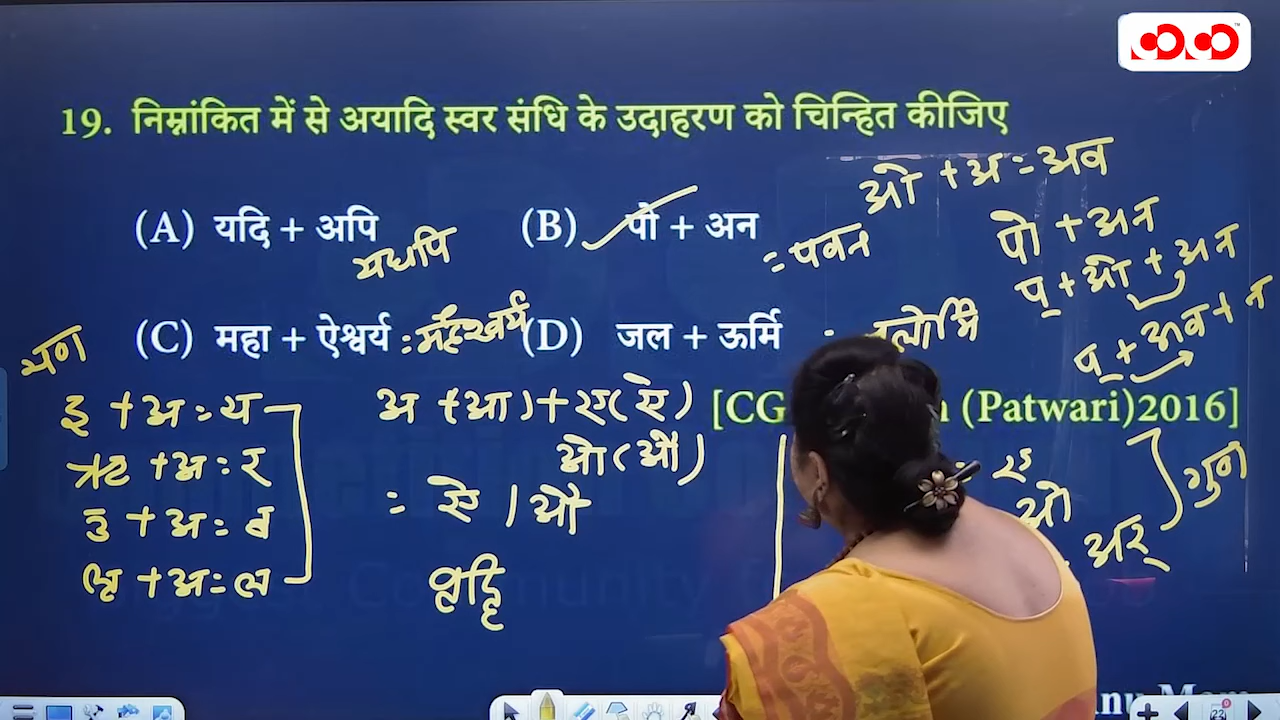 19. निम्नांकित में से अयादि स्वर संधि के उदाहरण को चिन्हित कीजिए
ओ + अ = अव
(A) यदि + अपि
यद्यपि
(B) पो + अन
= पवन
पो + अन
प् + ओ + अन
प् + अव + न
(C) महा + ऐश्वर्य = महैश्वर्य
(D) जल + ऊर्मि
यण
इ + अ = य
ऋ + अ = र
उ + अ = व
लृ + अ = ल
अ (आ) + ए (ऐ)
ओ (औ)
= ऐ / औ
वृद्धि
[CG (Patwari)2016]
= ए
ओ
अर्
गुण